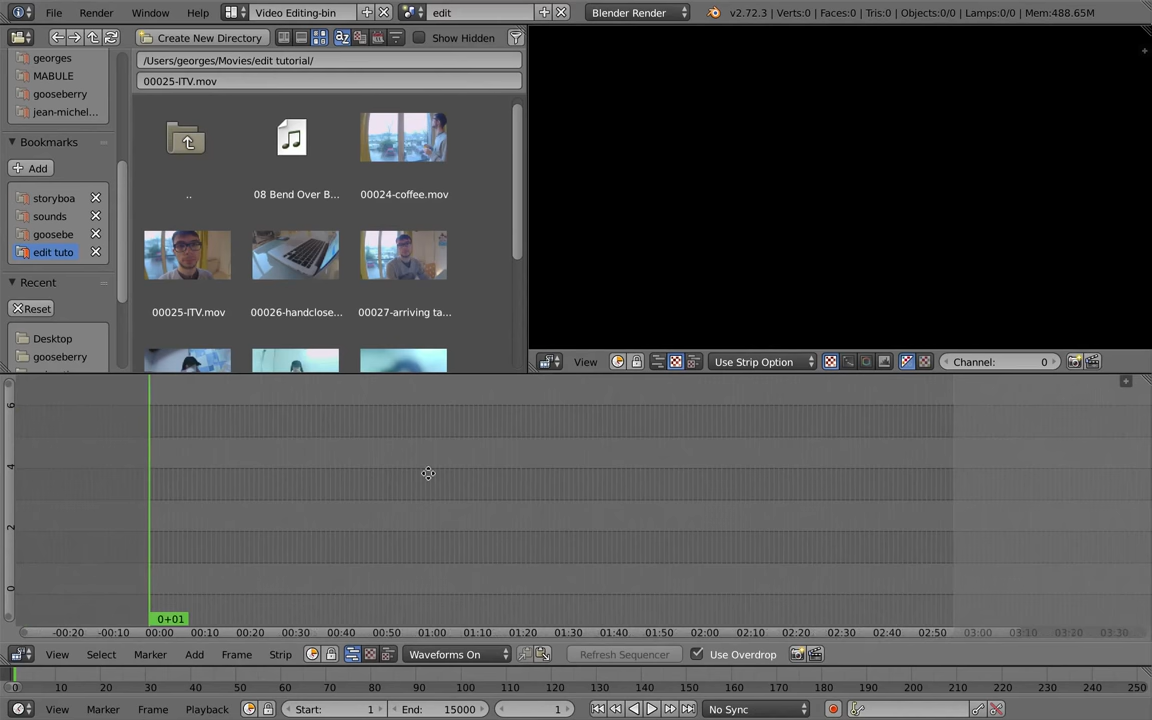 File Render Window Help Video Editing-bin edit Blender Render v2.72.3 | Verts:0 | Faces:0 | Tris:0 | Objects:0/0 | Lamps:0/0 | Mem:488.65M
Create New Directory Show Hidden
georges
MABULE
gooseberry
jean-michel...
/Users/georges/Movies/edit tutorial/
00025-ITV.mov
Bookmarks
Add
storyboa
sounds
goosebe
edit tuto
Recent
Reset
Desktop
gooseberry
..
08 Bend Over B...
00024-coffee.mov
00025-ITV.mov
00026-handclose...
00027-arriving ta...
View Use Strip Option Channel: 0
6
4
2
0
0+01
-00:20 -00:10 00:00 00:10 00:20 00:30 00:40 00:50 01:00 01:10 01:20 01:30 01:40 01:50 02:00 02:10 02:20 02:30 02:40 02:50 03:00 03:10 03:20 03:30
View Select Marker Add Frame Strip Waveforms On Refresh Sequencer Use Overdrop
0 10 20 30 40 50 60 70 80 90 100 110 120 130 140 150 160 170 180 190 200 210 220 230 240 250
View Marker Frame Playback Start: 1 End: 15000 1 No Sync